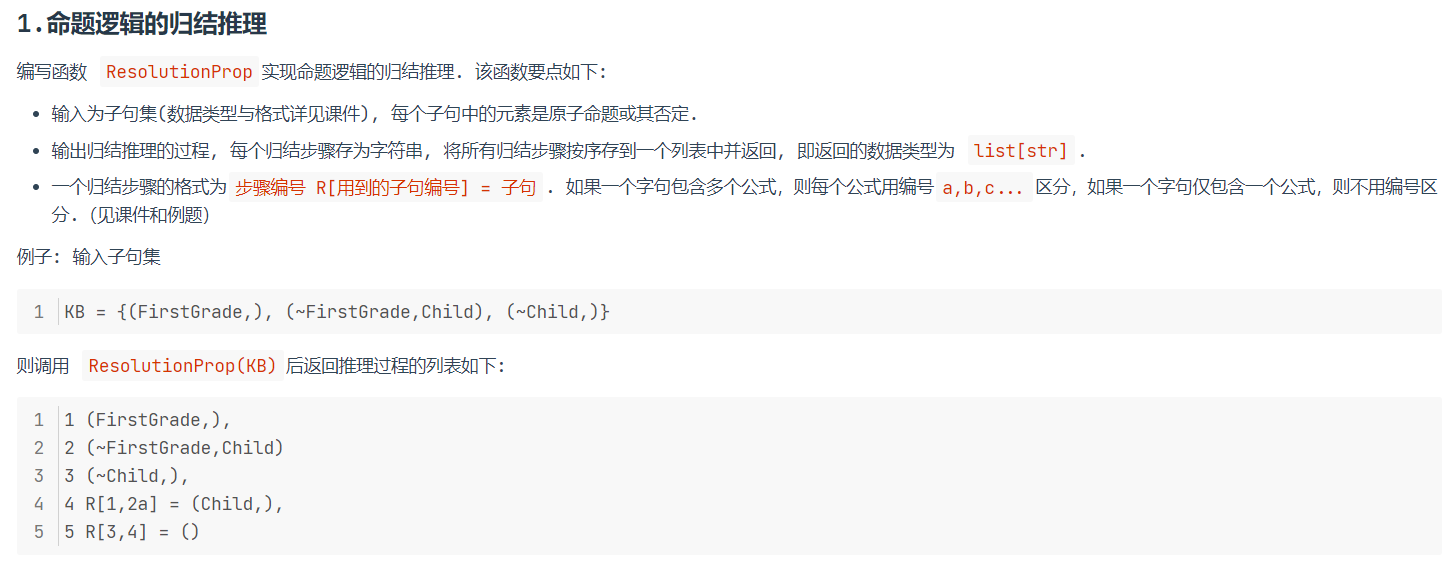 1.命题逻辑的归结推理
编写函数 ResolutionProp 实现命题逻辑的归结推理. 该函数要点如下:
• 输入为子句集(数据类型与格式详见课件), 每个子句中的元素是原子命题或其否定.
• 输出归结推理的过程, 每个归结步骤存为字符串, 将所有归结步骤按序存到一个列表中并返回, 即返回的数据类型为 list[str] .
• 一个归结步骤的格式为 步骤编号 R[用到的子句编号] = 子句 . 如果一个字句包含多个公式, 则每个公式用编号 a,b,c... 区分, 如果一个字句仅包含一个公式, 则不用编号区
分. (见课件和例题)
例子: 输入子句集
1 KB = {(FirstGrade,), (~FirstGrade,Child), (~Child,)}
则调用 ResolutionProp(KB) 后返回推理过程的列表如下:
1 1 (FirstGrade,),
2 2 (~FirstGrade,Child)
3 3 (~Child,),
4 4 R[1,2a] = (Child,),
5 5 R[3,4] = ()